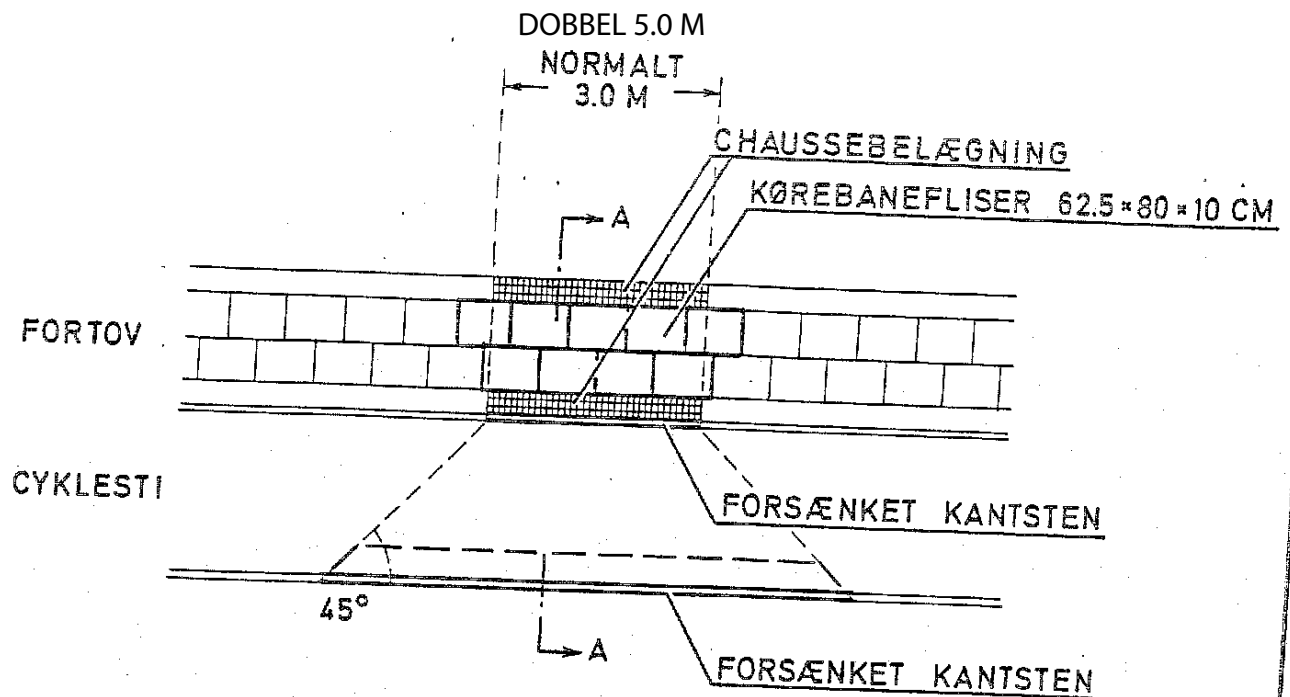 DOBBEL 5.0 M
NORMALT
3.0 M
CHAUSSEBELÆGNING
KØREBANEFLISER 62.5×80×10 CM
A
FORTOV
CYKLESTI
FORSÆNKET KANTSTEN
45°
A
FORSÆNKET KANTSTEN